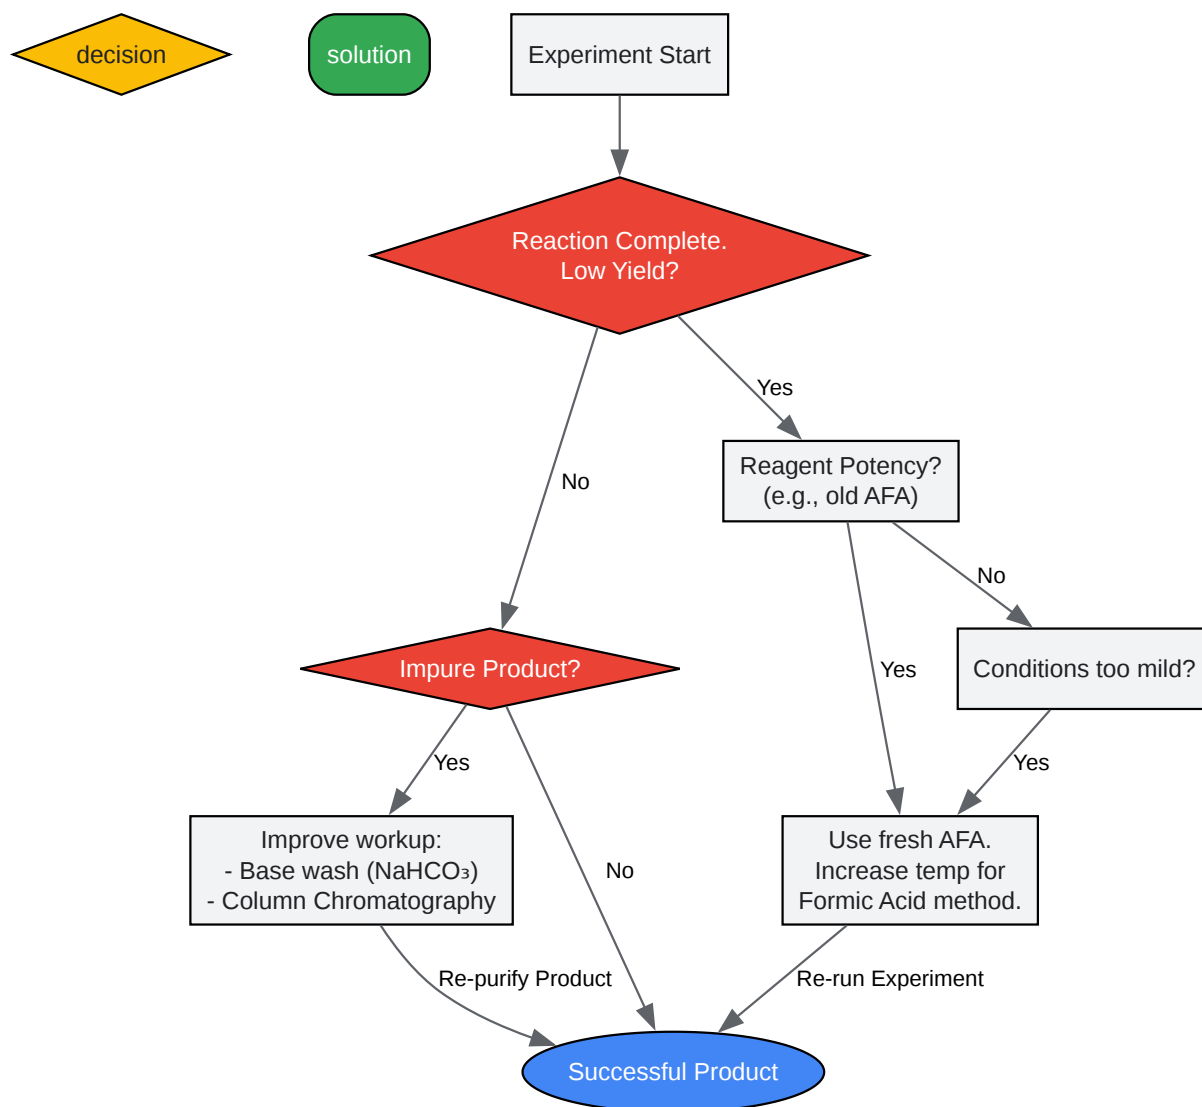 decision
solution
Experiment Start
Reaction Complete.
Low Yield?
Yes
No
Reagent Potency?
(e.g., old AFA)
No
Impure Product?
Yes
Conditions too mild?
Yes
Yes
Improve workup:
- Base wash (NaHCO₃)
- Column Chromatography
No
Use fresh AFA.
Increase temp for
Formic Acid method.
Re-purify Product
Re-run Experiment
Successful Product